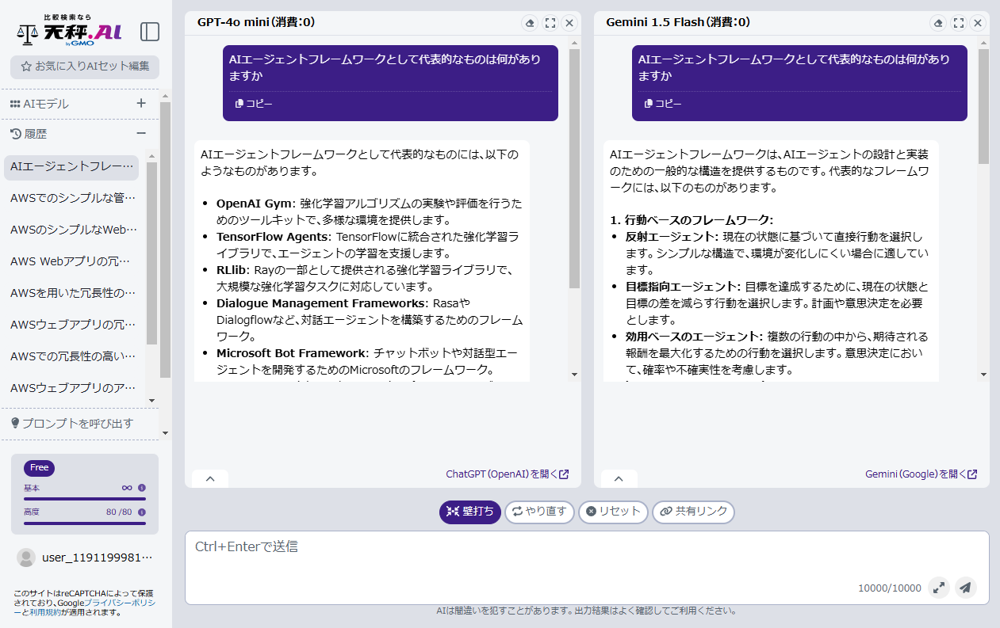 比較検索なら
天秤.AI
byGMO
お気に入りAIセット編集
AIモデル
履歴
AIエージェントフレー…
AWSでのシンプルな管…
AWSのシンプルなWeb…
AWS Webアプリの冗…
AWSを用いた冗長性の…
AWSウェブアプリの冗…
AWSでの冗長性の高い…
AWSウェブアプリのア…
プロンプトを呼び出す
Free
基本 ∞
高度 80 /80
user_1191199981…
このサイトはreCAPTCHAによって保護
されており、Googleプライバシーポリシ
ーと利用規約が適用されます。
GPT-4o mini（消費：0）
AIエージェントフレームワークとして代表的なものは何があり
ますか
コピー
AIエージェントフレームワークとして代表的なものには、以下の
ようなものがあります。
• OpenAI Gym: 強化学習アルゴリズムの実験や評価を行うた
めのツールキットで、多様な環境を提供します。
• TensorFlow Agents: TensorFlowに統合された強化学習ラ
イブラリで、エージェントの学習を支援します。
• RLlib: Rayの一部として提供される強化学習ライブラリで、
大規模な強化学習タスクに対応しています。
• Dialogue Management Frameworks: Rasaや
Dialogflowなど、対話エージェントを構築するためのフレーム
ワーク。
• Microsoft Bot Framework: チャットボットや対話型エー
ジェントを開発するためのMicrosoftのフレームワーク。
ChatGPT（OpenAI）を開く
Gemini 1.5 Flash（消費：0）
AIエージェントフレームワークとして代表的なものは何があり
ますか
コピー
AIエージェントフレームワークは、AIエージェントの設計と実装
のための一般的な構造を提供するものです。代表的なフレームワ
ークには、以下のものがあります。
1. 行動ベースのフレームワーク:
• 反射エージェント: 現在の状態に基づいて直接行動を選択し
ます。シンプルな構造で、環境が変化しにくい場合に適してい
ます。
• 目標指向エージェント: 目標を達成するために、現在の状態と
目標の差を減らす行動を選択します。計画や意思決定を必要
とします。
• 効用ベースのエージェント: 複数の行動の中から、期待される
報酬を最大化するための行動を選択します。意思決定におい
て、確率や不確実性を考慮します。
Gemini（Google）を開く
壁打ち
やり直す
リセット
共有リンク
Ctrl+Enterで送信
10000/10000
AIは間違いを犯すことがあります。出力結果はよく確認してご利用ください。